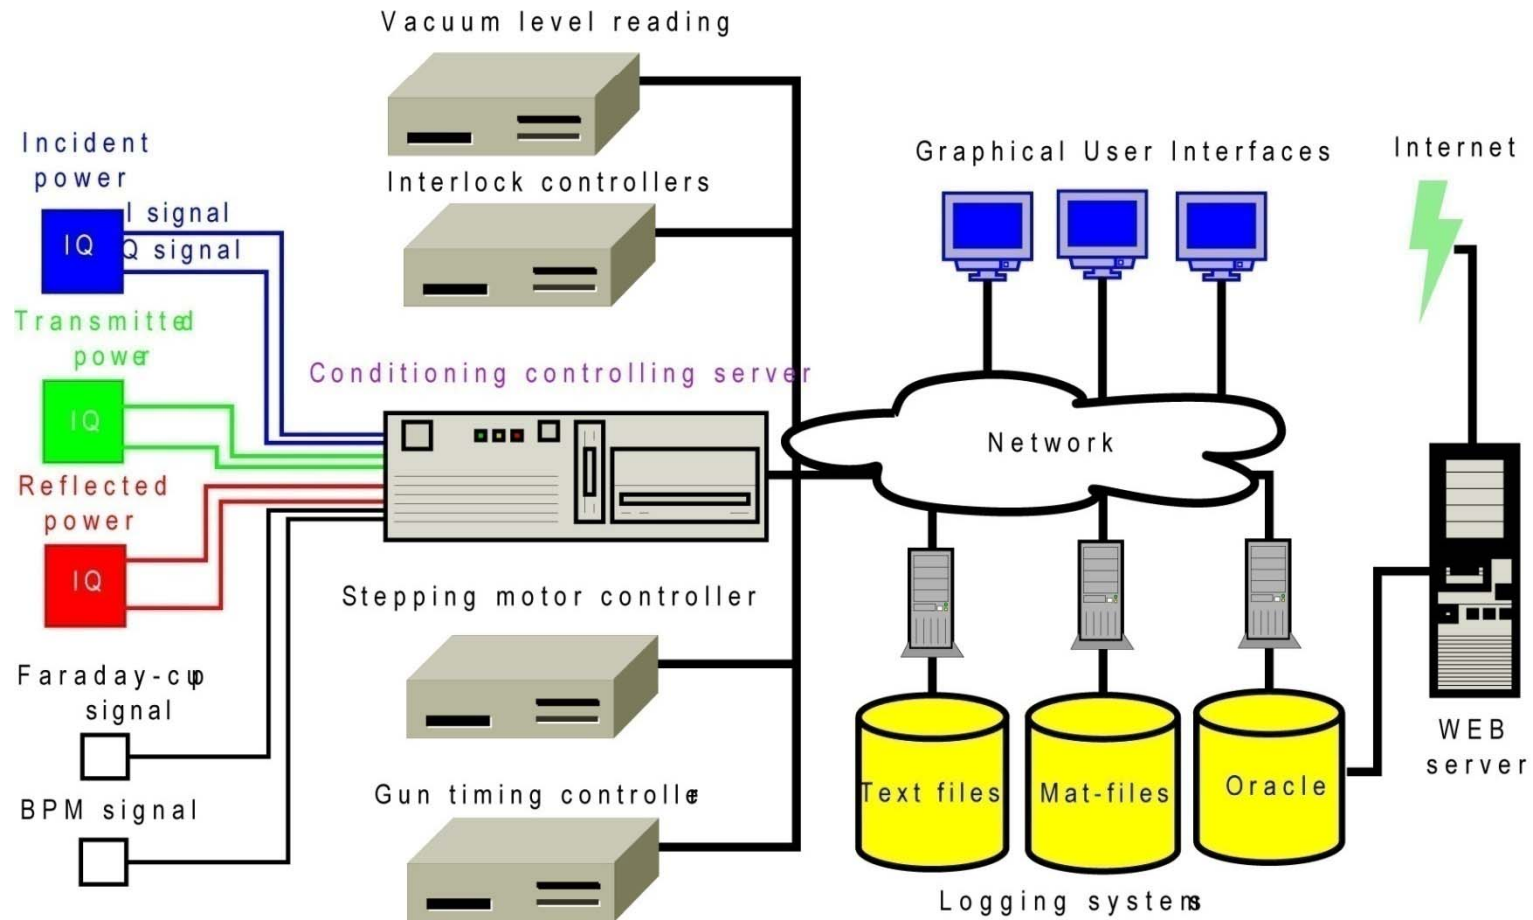 Vacuum level reading
Incident
power
I signal
Q signal
IQ
Interlock controllers
Graphical User Interfaces
Internet
Transmitted
power
IQ
Conditioning controlling server
Network
Reflected
power
IQ
Stepping motor controller
Faraday-cup
signal
BPM signal
Gun timing controller
Text files
Mat-files
Oracle
WEB
server
Logging systems